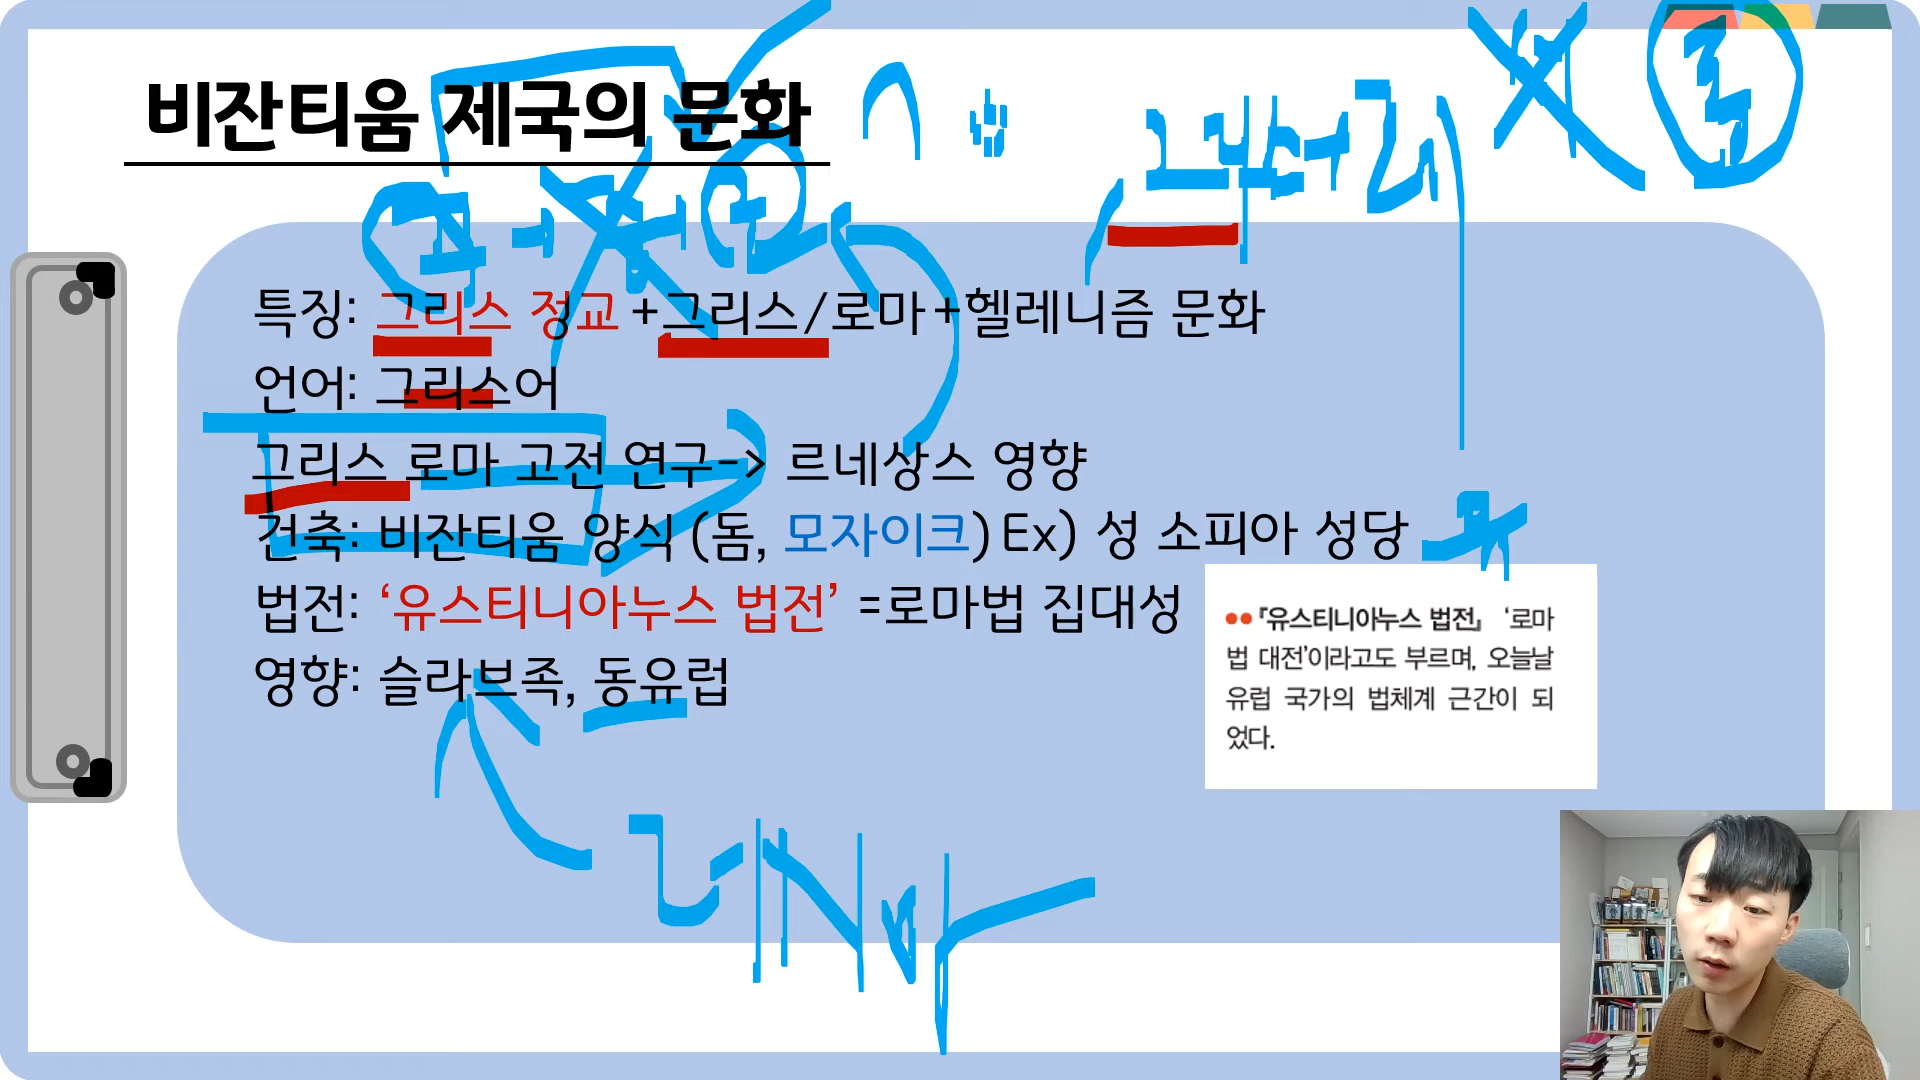 비잔티움 제국의 문화
특징: 그리스 정교+그리스/로마+헬레니즘 문화
언어: 그리스어
그리스 로마 고전 연구-> 르네상스 영향
건축: 비잔티움 양식 (돔, 모자이크) Ex) 성 소피아 성당
법전: ‘유스티니아누스 법전’ =로마법 집대성
영향: 슬라브족, 동유럽
『유스티니아누스 법전』 ‘로마
법 대전’이라고도 부르며, 오늘날
유럽 국가의 법체계 근간이 되
었다.